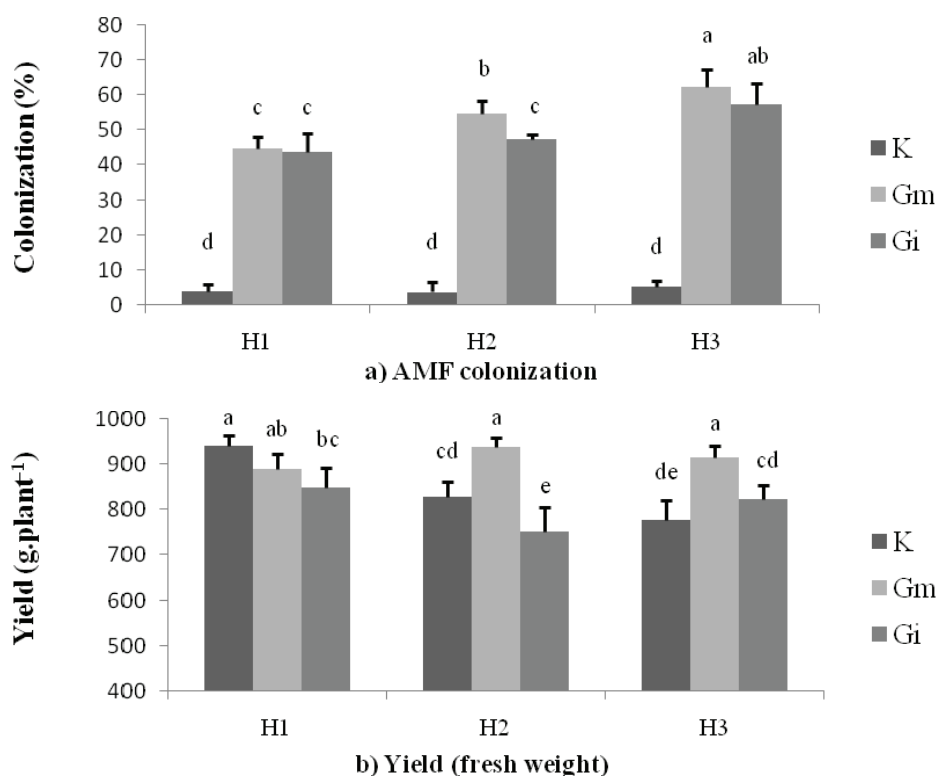 Colonization (%)
80
70
60
50
40
30
20
10
0
d c c
d b c
d a ab
H1 H2 H3
K
Gm
Gi
a) AMF colonization
Yield (g.plant⁻¹)
1000
900
800
700
600
500
400
a ab bc
cd a e
de a cd
H1 H2 H3
K
Gm
Gi
b) Yield (fresh weight)